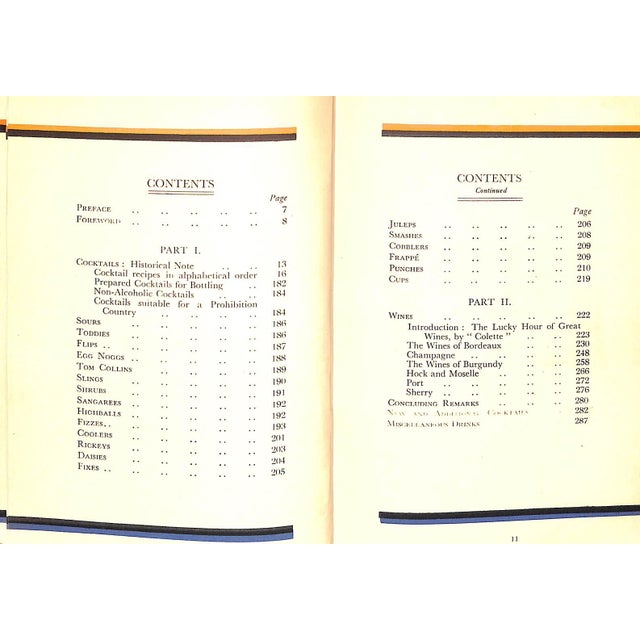 CONTENTS
Page
PREFACE .. .. .. .. .. 7
FOREWORD .. .. .. .. .. 8
PART I.
COCKTAILS : Historical Note .. .. 13
Cocktail recipes in alphabetical order 16
Prepared Cocktails for Bottling .. 182
Non-Alcoholic Cocktails .. .. 184
Cocktails suitable for a Prohibition
Country .. .. .. .. 184
SOURS .. .. .. .. .. 186
TODDIES .. .. .. .. .. 186
FLIPS .. .. .. .. .. 187
EGG NOGGS .. .. .. .. .. 188
TOM COLLINS .. .. .. .. 189
SLINGS .. .. .. .. .. 190
SHRUBS .. .. .. .. .. 191
SANGAREES .. .. .. .. .. 192
HIGHBALLS .. .. .. .. .. 192
FIZZES.. .. .. .. .. .. 193
COOLERS .. .. .. .. .. 201
RICKEYS .. .. .. .. .. 203
DAISIES .. .. .. .. .. 204
FIXES.. .. .. .. .. .. 205
CONTENTS
Continued
Page
JULEPS .. .. .. .. .. 206
SMASHES .. .. .. .. .. 208
COBBLERS .. .. .. .. .. 209
FRAPPÉ .. .. .. .. .. 209
PUNCHES .. .. .. .. .. 210
CUPS .. .. .. .. .. 219
PART II.
WINES .. .. .. .. .. 222
Introduction : The Lucky Hour of Great
Wines, by " Colette " .. .. 223
The Wines of Bordeaux .. .. 230
Champagne .. .. .. .. 248
The Wines of Burgundy .. .. 258
Hock and Moselle .. .. .. 266
Port .. .. .. .. .. 272
Sherry .. .. .. .. .. 276
CONCLUDING REMARKS .. .. .. 280
NEW AND ADDITIONAL COCKTAILS .. 282
MISCELLANEOUS DRINKS .. .. .. 287
11